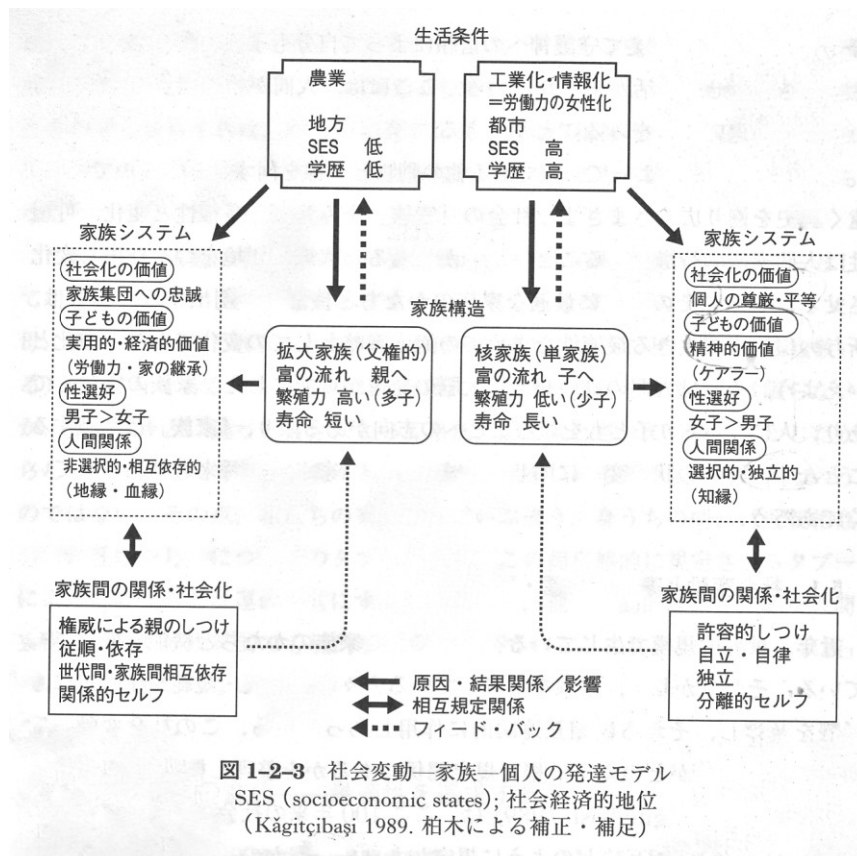 生活条件
農業
地方
SES 低
学歴 低
工業化・情報化
=労働力の女性化
都市
SES 高
学歴 高
家族システム
社会化の価値
家族集団への忠誠
子どもの価値
実用的・経済的価値
(労働力・家の継承)
性選好
男子>女子
人間関係
非選択的・相互依存的
(地縁・血縁)
家族構造
拡大家族(父権的)
富の流れ 親へ
繁殖力 高い(多子)
寿命 短い
核家族(単家族)
富の流れ 子へ
繁殖力 低い(少子)
寿命 長い
家族システム
社会化の価値
個人の尊厳・平等
子どもの価値
精神的価値
(ケアラー)
性選好
女子>男子
人間関係
選択的・独立的
(知縁)
家族間の関係・社会化
権威による親のしつけ
従順・依存
世代間・家族間相互依存
関係的セルフ
家族間の関係・社会化
許容的しつけ
自立・自律
独立
分離的セルフ
原因・結果関係/影響
相互規定関係
フィード・バック
図1-2-3 社会変動—家族—個人の発達モデル
SES (socioeconomic states); 社会経済的地位
(Kâgitçibaşi 1989. 柏木による補正・補足)